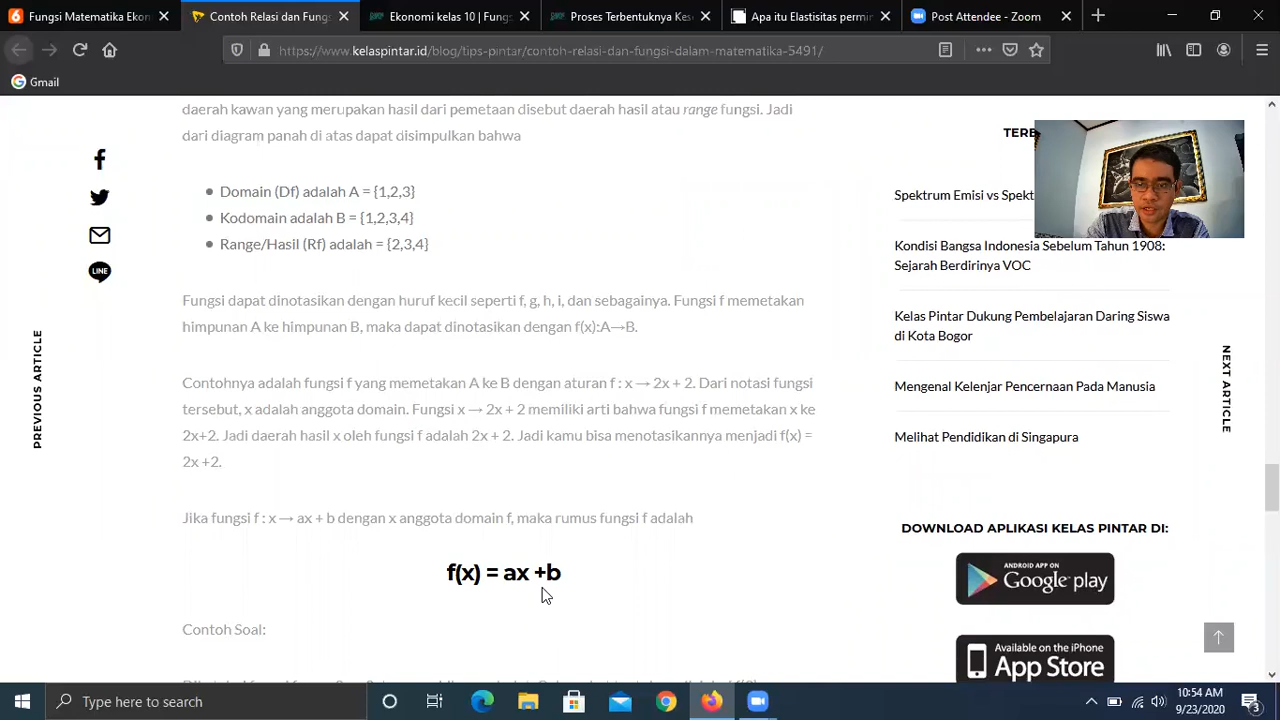 Fungsi Matematika Ekon
Contoh Relasi dan Fungs
Ekonomi kelas 10 | Fungs
Proses Terbentuknya Kes
Apa itu Elastisitas permin
Post Attendee - Zoom
https://www.kelaspintar.id/blog/tips-pintar/contoh-relasi-dan-fungsi-dalam-matematika-5491/
Gmail
daerah kawan yang merupakan hasil dari pemetaan disebut daerah hasil atau range fungsi. Jadi
dari diagram panah di atas dapat disimpulkan bahwa
Domain (Df) adalah A = {1,2,3}
Kodomain adalah B = {1,2,3,4}
Range/Hasil (Rf) adalah = {2,3,4}
Fungsi dapat dinotasikan dengan huruf kecil seperti f, g, h, i, dan sebagainya. Fungsi f memetakan
himpunan A ke himpunan B, maka dapat dinotasikan dengan f(x):A→B.
Contohnya adalah fungsi f yang memetakan A ke B dengan aturan f : x → 2x + 2. Dari notasi fungsi
tersebut, x adalah anggota domain. Fungsi x → 2x + 2 memiliki arti bahwa fungsi f memetakan x ke
2x+2. Jadi daerah hasil x oleh fungsi f adalah 2x + 2. Jadi kamu bisa menotasikannya menjadi f(x) =
2x +2.
Jika fungsi f : x → ax + b dengan x anggota domain f, maka rumus fungsi f adalah
f(x) = ax +b
Contoh Soal:
LINE
PREVIOUS ARTICLE
TERB
Spektrum Emisi vs Spekt
Kondisi Bangsa Indonesia Sebelum Tahun 1908:
Sejarah Berdirinya VOC
Kelas Pintar Dukung Pembelajaran Daring Siswa
di Kota Bogor
Mengenal Kelenjar Pencernaan Pada Manusia
Melihat Pendidikan di Singapura
NEXT ARTICLE
DOWNLOAD APLIKASI KELAS PINTAR DI:
ANDROID APP ON
Google play
Available on the iPhone
App Store
Type here to search
10:54 AM
9/23/2020
3